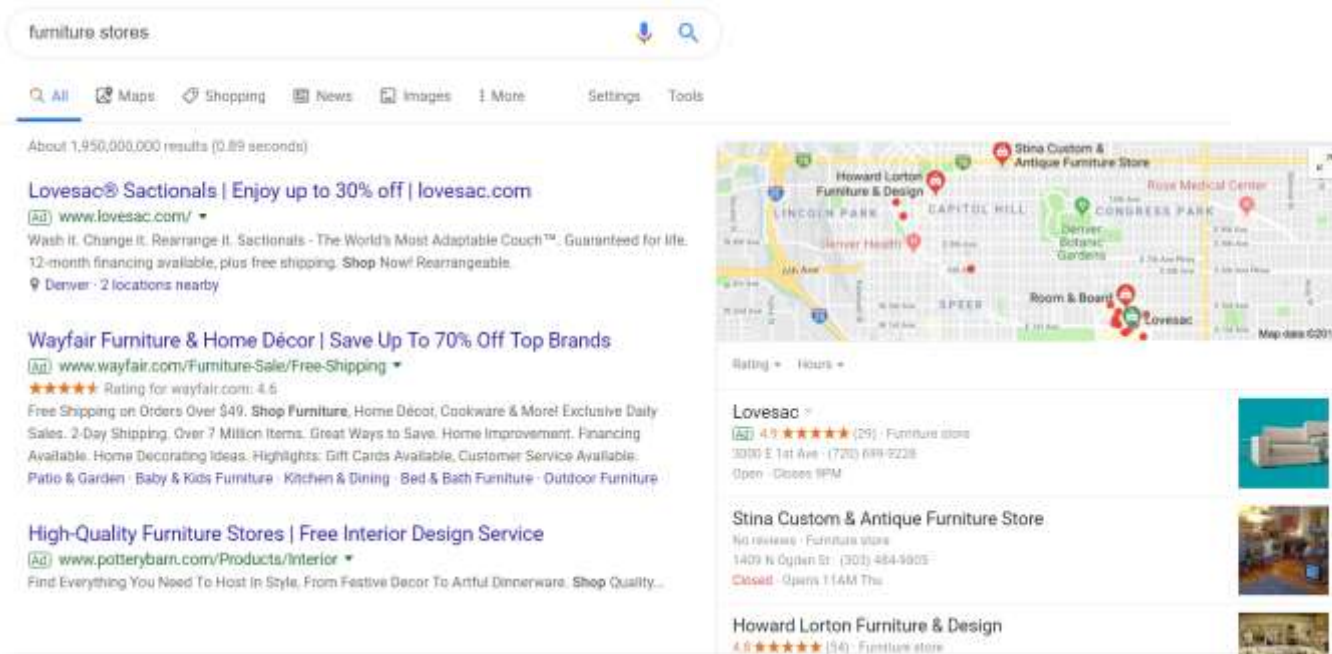 furniture stores
All Maps Shopping News Images More Settings Tools
About 1,950,000,000 results (0.89 seconds)
Lovesac® Sactionals | Enjoy up to 30% off | lovesac.com
Ad www.lovesac.com/
Wash it. Change it. Rearrange it. Sactionals - The World's Most Adaptable Couch™. Guaranteed for life.
12-month financing available, plus free shipping. Shop Now! Rearrangeable.
Denver · 2 locations nearby
Wayfair Furniture & Home Décor | Save Up To 70% Off Top Brands
Ad www.wayfair.com/Furniture-Sale/Free-Shipping
Rating for wayfair.com: 4.6
Free Shipping on Orders Over $49. Shop Furniture, Home Décor, Cookware & More! Exclusive Daily
Sales. 2-Day Shipping. Over 7 Million Items. Great Ways to Save. Home Improvement. Financing
Available. Home Decorating Ideas. Highlights: Gift Cards Available, Customer Service Available.
Patio & Garden · Baby & Kids Furniture · Kitchen & Dining · Bed & Bath Furniture · Outdoor Furniture
High-Quality Furniture Stores | Free Interior Design Service
Ad www.potterybarn.com/Products/Interior
Find Everything You Need To Host In Style. From Festive Decor To Artful Dinnerware. Shop Quality...
Stina Custom &
Antique Furniture Store
Howard Lorton
Furniture & Design
Rose Medical Center
LINCOLN PARK
CAPITOL HILL
CONGRESS PARK
Denver
Botanic
Gardens
Denver Health
6th Ave
SPEER
Room & Board
Lovesac
Map data ©201
Rating Hours
Lovesac
Ad 4.9 (29) · Furniture store
3000 E 1st Ave · (720) 699-9228
Open · Closes 9PM
Stina Custom & Antique Furniture Store
No reviews · Furniture store
1409 N Ogden St · (303) 484-9805
Closed · Opens 11AM Thu
Howard Lorton Furniture & Design
4.8 (54) · Furniture store